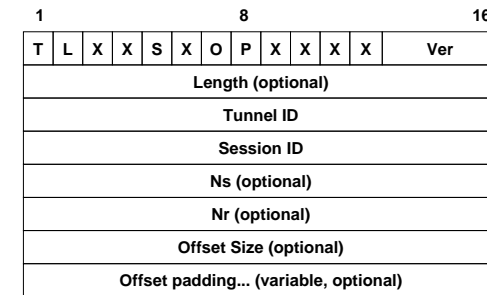 1 8 16
T L X X S X O P X X X X Ver
Length (optional)
Tunnel ID
Session ID
Ns (optional)
Nr (optional)
Offset Size (optional)
Offset padding... (variable, optional)